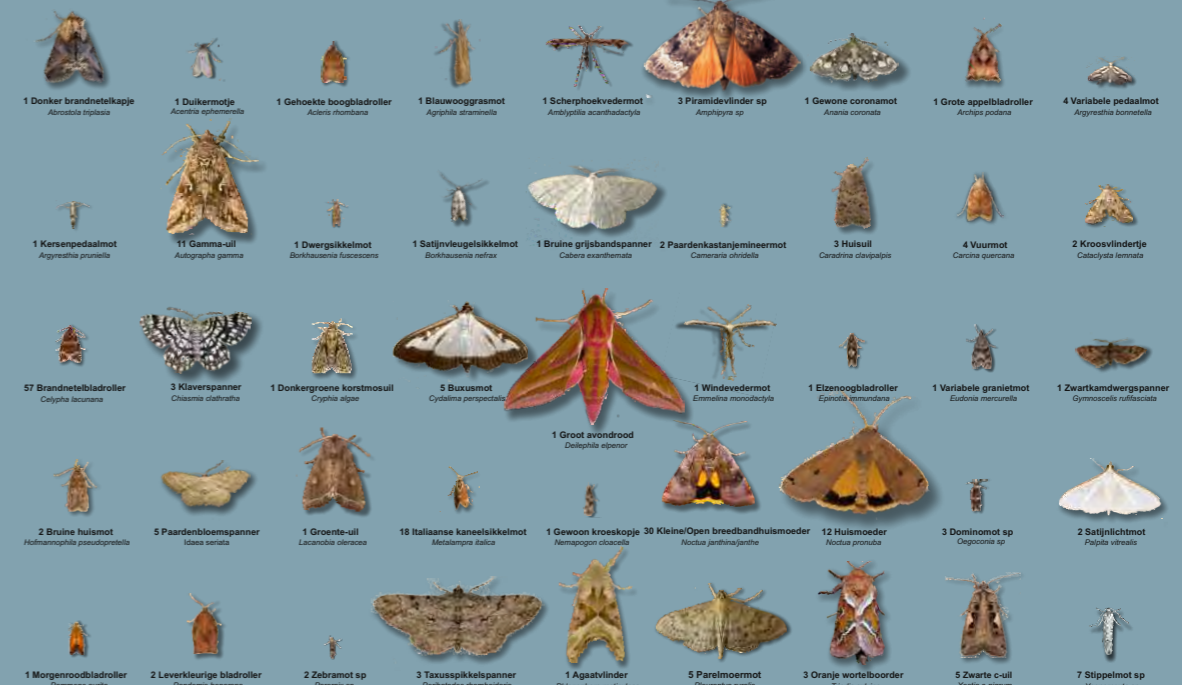 1 Donker brandnetelkapje
Abrostola triplasia
1 Duikermotje
Acentria ephemerella
1 Gehoekte boogbladroller
Acleris rhombana
1 Blauwooggrasmot
Agriphila straminella
1 Scherphoekvedermot
Amblyptilia acanthadactyla
3 Piramidevlinder sp
Amphipyra sp
1 Gewone coronamot
Anania coronata
1 Grote appelbladroller
Archips podana
4 Variabele pedaalmot
Argyresthia bonnetella
1 Kersenpedaalmot
Argyresthia pruniella
11 Gamma-uil
Autographa gamma
1 Dwergsikkelmot
Borkhausenia fuscescens
1 Satijnvleugelsikkelmot
Borkhausenia nefrax
1 Bruine grijsbandspanner
Cabera exanthemata
2 Paardenkastanjemineermot
Cameraria ohridella
3 Huisuil
Caradrina clavipalpis
4 Vuurmot
Carcina quercana
2 Kroosvlindertje
Cataclysta lemnata
57 Brandnetelbladroller
Celypha lacunana
3 Klaverspanner
Chiasmia clathratha
1 Donkergroene korstmosuil
Cryphia algae
5 Buxusmot
Cydalima perspectalis
1 Groot avondrood
Deilephila elpenor
1 Windevedermot
Emmelina monodactyla
1 Elzenoogbladroller
Epinotia immundana
1 Variabele granietmot
Eudonia mercurella
1 Zwartkamdwergspanner
Gymnoscelis rufifasciata
2 Bruine huismot
Hofmannophila pseudopretella
5 Paardenbloemspanner
Idaea seriata
1 Groente-uil
Lacanobia oleracea
18 Italiaanse kaneelsikkelmot
Metalampra italica
1 Gewoon kroeskopje
Nemapogon cloacella
30 Kleine/Open breedbandhuismoeder
Noctua janthina/janthe
12 Huismoeder
Noctua pronuba
3 Dominomot sp
Oegoconia sp
2 Satijnlichtmot
Palpita vitrealis
1 Morgenroodbladroller
2 Leverkleurige bladroller
2 Zebramot sp
3 Taxusspikkelspanner
1 Agaatvlinder
5 Parelmoermot
3 Oranje wortelboorder
5 Zwarte c-uil
7 Stippelmot sp